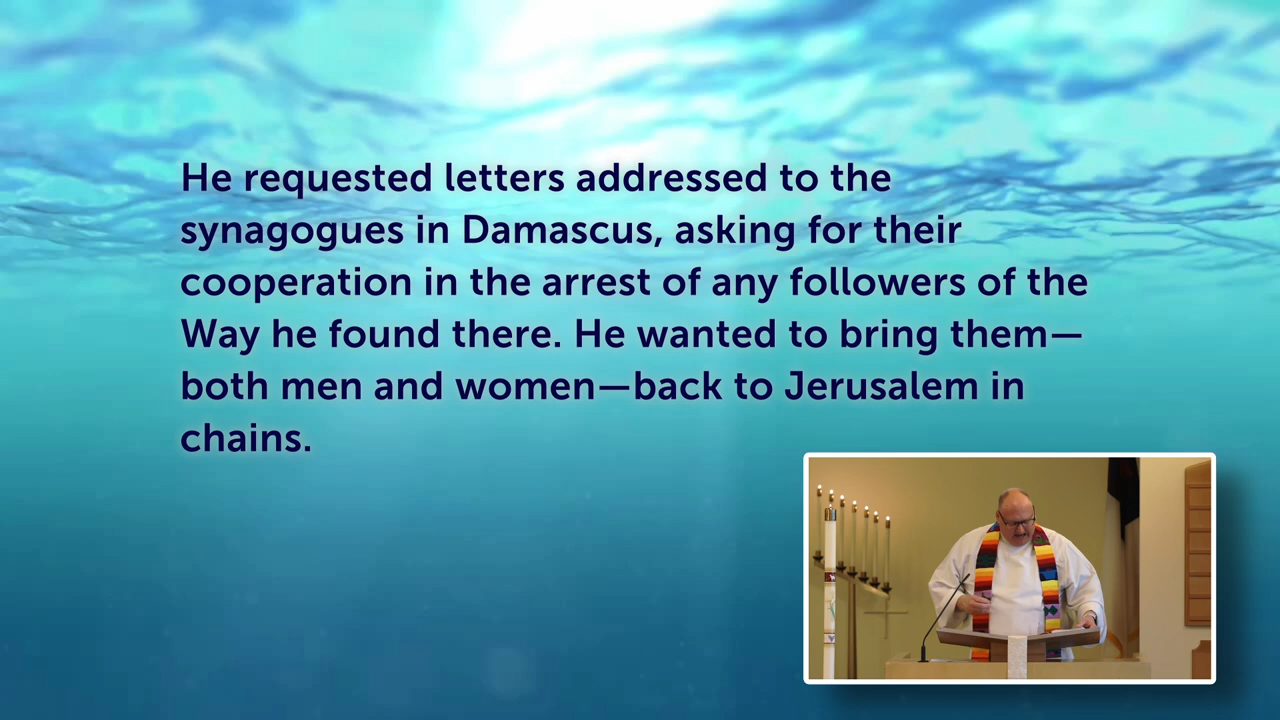 He requested letters addressed to the
synagogues in Damascus, asking for their
cooperation in the arrest of any followers of the
Way he found there. He wanted to bring them—
both men and women—back to Jerusalem in
chains.